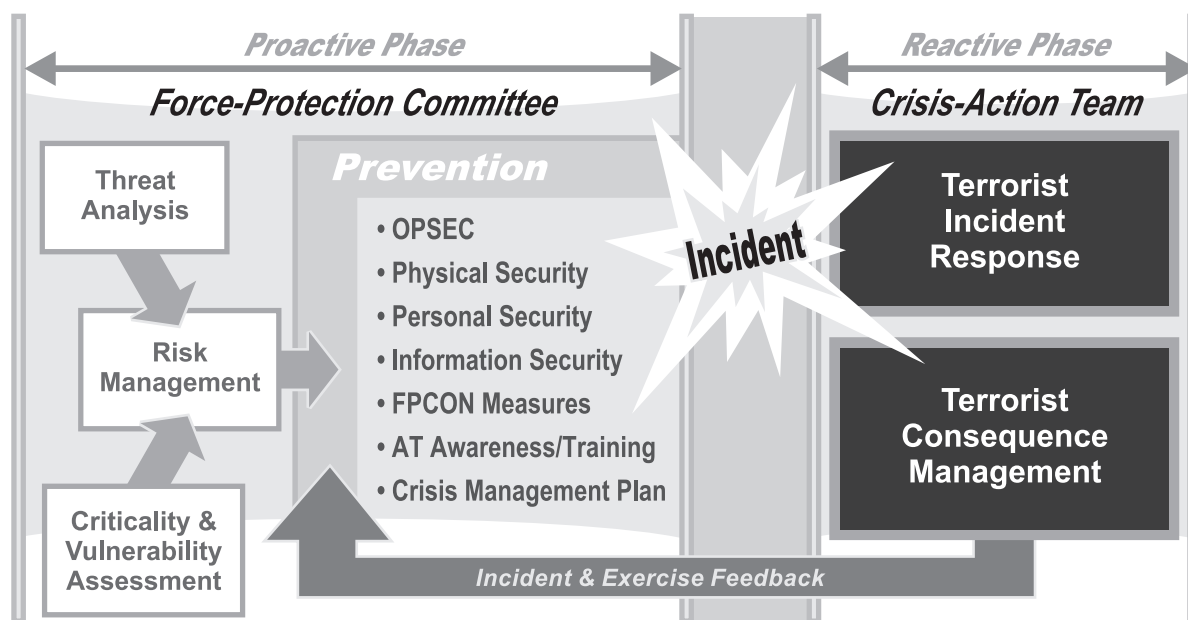 Proactive Phase
Reactive Phase
Force-Protection Committee
Crisis-Action Team
Threat
Analysis
Risk
Management
Criticality &
Vulnerability
Assessment
Prevention
• OPSEC
• Physical Security
• Personal Security
• Information Security
• FPCON Measures
• AT Awareness/Training
• Crisis Management Plan
Incident
Terrorist
Incident
Response
Terrorist
Consequence
Management
Incident & Exercise Feedback